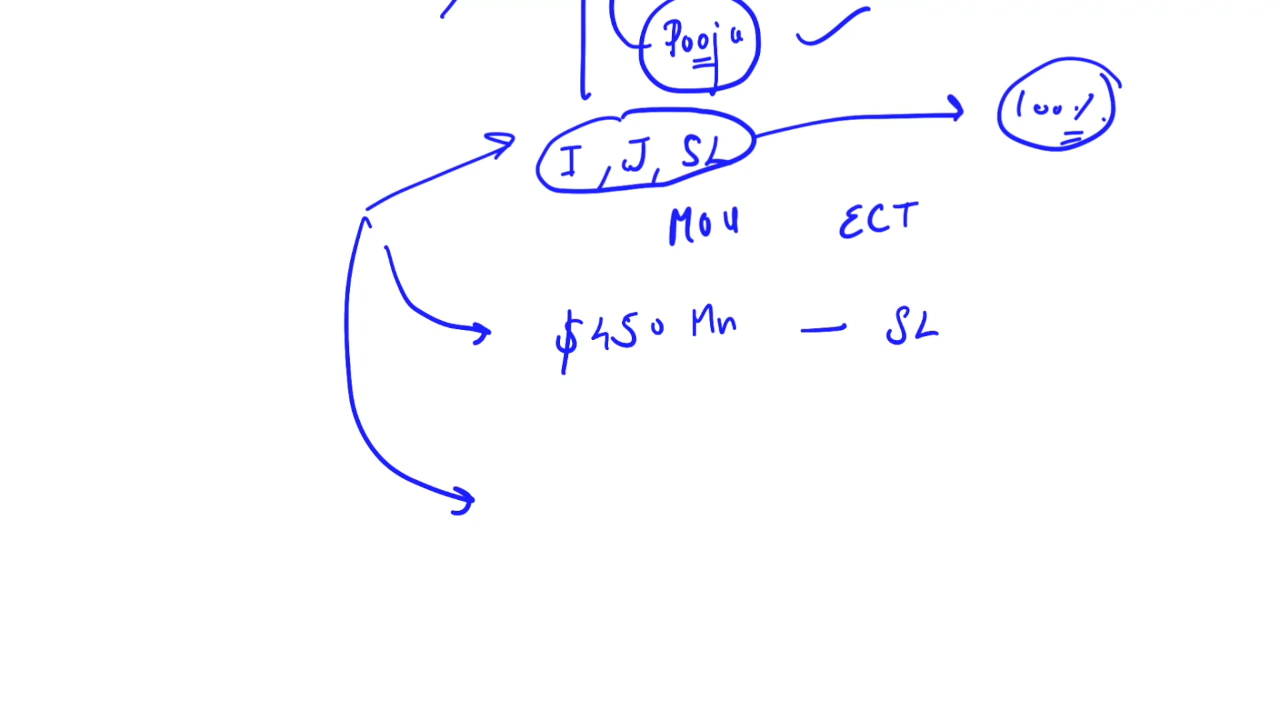 Pooja
100%.
I, J, SL
MOU ECT
$450 Mn — SL